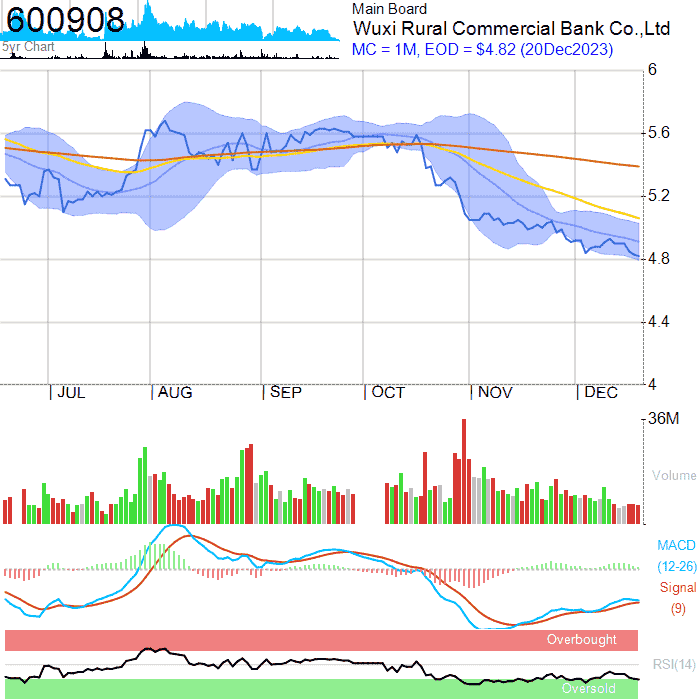 600908
5yr Chart
Main Board
Wuxi Rural Commercial Bank Co.,Ltd
MC = 1M, EOD = $4.82 (20Dec2023)
6
5.6
5.2
4.8
4.4
4
JUL AUG SEP OCT NOV DEC
36M
Volume
MACD
(12-26)
Signal
(9)
Overbought
RSI(14)
Oversold